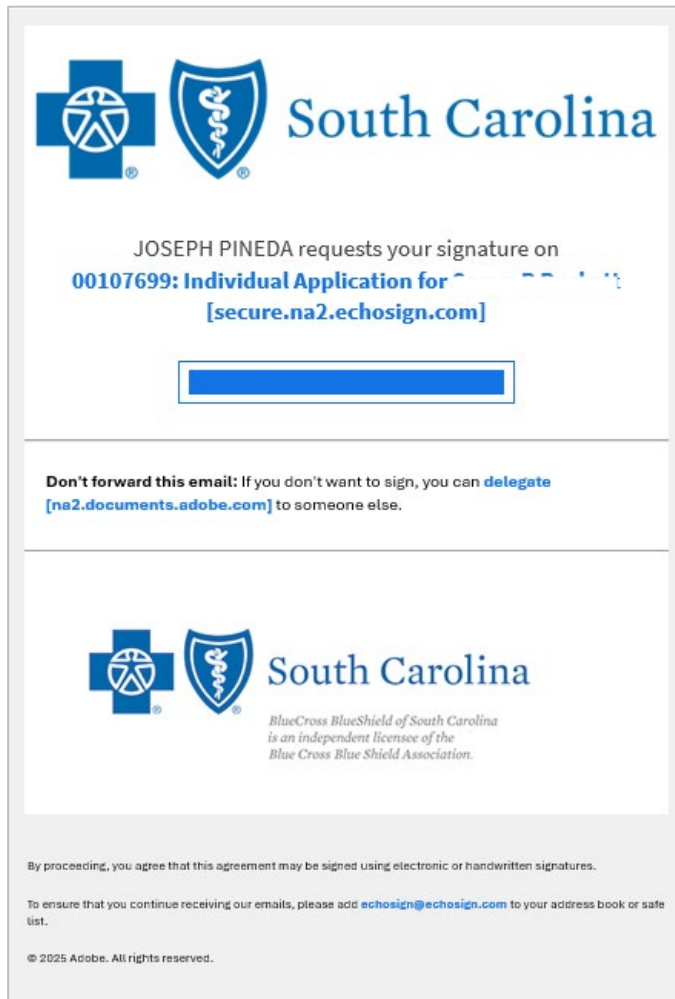 South Carolina
JOSEPH PINEDA requests your signature on
00107699: Individual Application for
[secure.na2.echosign.com]
Don't forward this email: If you don't want to sign, you can delegate
[na2.documents.adobe.com] to someone else.
South Carolina
BlueCross BlueShield of South Carolina
is an independent licensee of the
Blue Cross Blue Shield Association.
By proceeding, you agree that this agreement may be signed using electronic or handwritten signatures.
To ensure that you continue receiving our emails, please add echosign@echosign.com to your address book or safe
list.
© 2025 Adobe. All rights reserved.